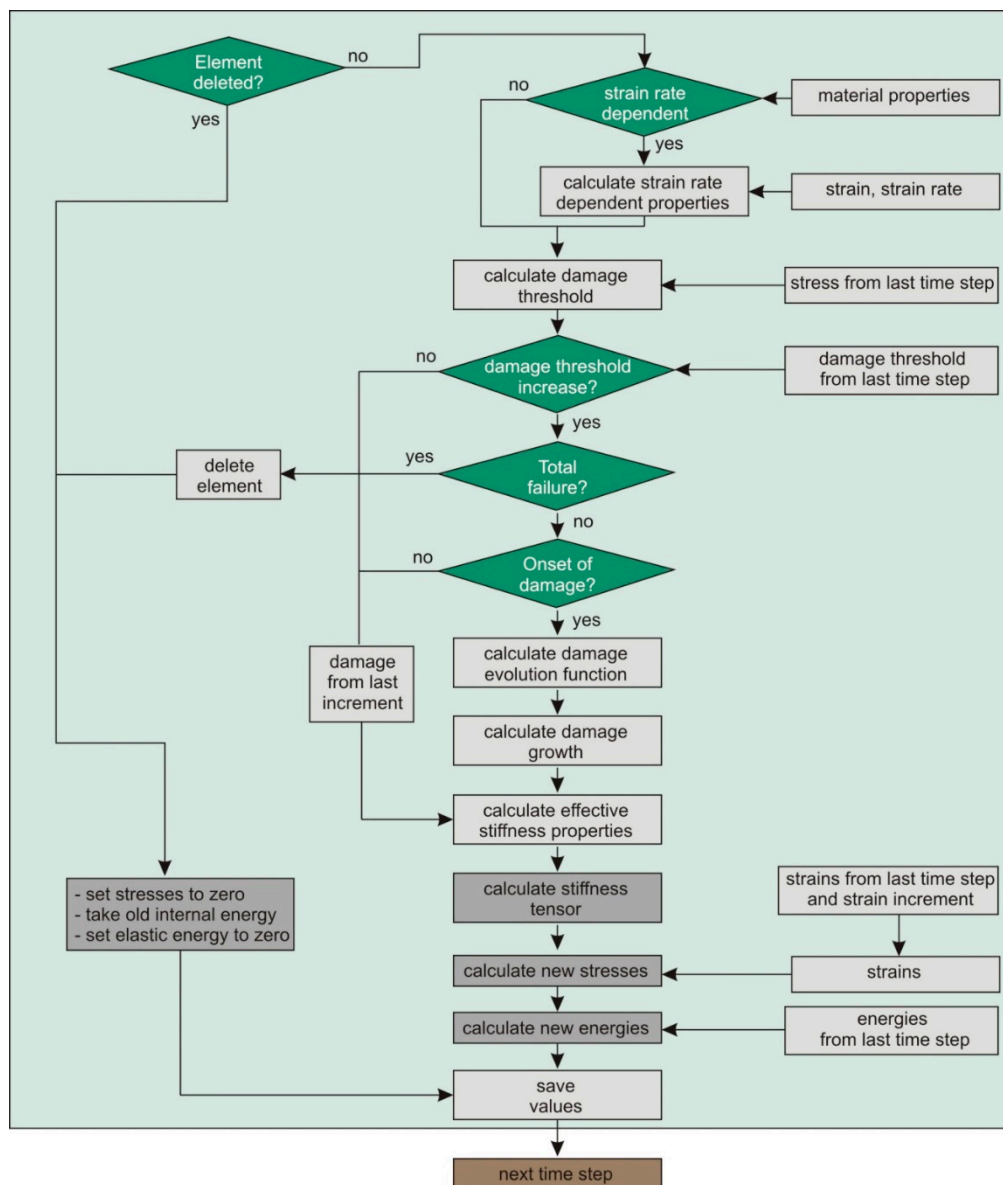 Element
deleted?
no
yes
no
strain rate
dependent
material properties
yes
calculate strain rate
dependent properties
strain, strain rate
calculate damage
threshold
stress from last time step
no
damage threshold
increase?
damage threshold
from last time step
yes
delete
element
yes
Total
failure?
no
no
Onset of
damage?
yes
damage
from last
increment
calculate damage
evolution function
calculate damage
growth
calculate effective
stiffness properties
- set stresses to zero
- take old internal energy
- set elastic energy to zero
calculate stiffness
tensor
strains from last time step
and strain increment
calculate new stresses
strains
calculate new energies
energies
from last time step
save
values
next time step